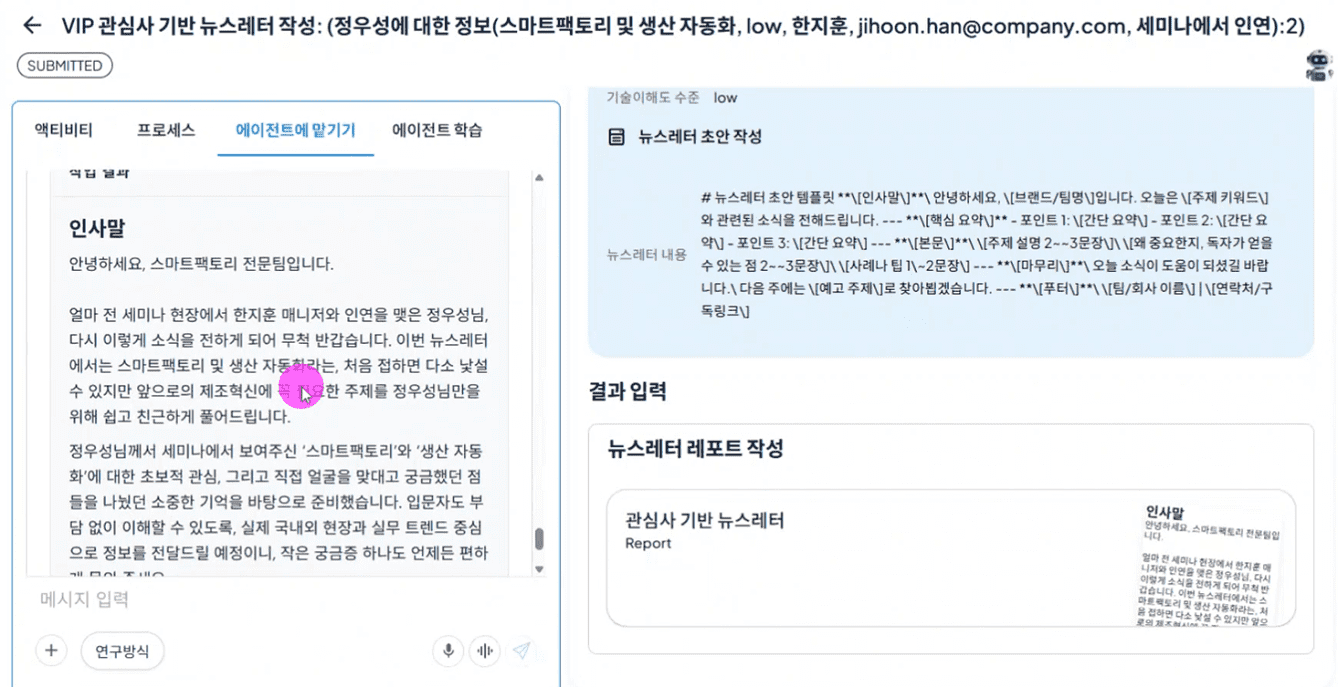 VIP 관심사 기반 뉴스레터 작성: (정우성에 대한 정보(스마트팩토리 및 생산 자동화, low, 한지훈, jihoon.han@company.com, 세미나에서 인연):2)
SUBMITTED
액티비티
프로세스
에이전트에 맡기기
에이전트 학습
작업 결과
인사말
안녕하세요, 스마트팩토리 전문팀입니다.
얼마 전 세미나 현장에서 한지훈 매니저와 인연을 맺은 정우성님,
다시 이렇게 소식을 전하게 되어 무척 반갑습니다. 이번 뉴스레터
에서는 스마트팩토리 및 생산 자동화라는, 처음 접하면 다소 낯설
수 있지만 앞으로의 제조혁신에 꼭 필요한 주제를 정우성님만을
위해 쉽고 친근하게 풀어드립니다.
정우성님께서 세미나에서 보여주신 ‘스마트팩토리’와 ‘생산 자동
화’에 대한 초보적 관심, 그리고 직접 얼굴을 맞대고 궁금했던 점
들을 나눴던 소중한 기억을 바탕으로 준비했습니다. 입문자도 부
담 없이 이해할 수 있도록, 실제 국내외 현장과 실무 트렌드 중심
으로 정보를 전달드릴 예정이니, 작은 궁금증 하나도 언제든 편하
메시지 입력
연구방식
기술이해도 수준 low
뉴스레터 초안 작성
뉴스레터 내용
# 뉴스레터 초안 템플릿 **\[인사말\]**\ 안녕하세요, \[브랜드/팀명\]입니다. 오늘은 \[주제 키워드\]
와 관련된 소식을 전해드립니다. --- **\[핵심 요약\]** - 포인트 1: \[간단 요약\] - 포인트 2: \[간단 요
약\] - 포인트 3: \[간단 요약\] --- **\[본문\]**\ \[주제 설명 2~~3문장\]\ \[왜 중요한지, 독자가 얻을
수 있는 점 2~~3문장\]\ \[사례나 팁 1\~2문장\] --- **\[마무리\]**\ 오늘 소식이 도움이 되셨길 바랍
니다.\ 다음 주에는 \[예고 주제\]로 찾아뵙겠습니다. --- **\[푸터\]**\ \[팀/회사 이름\] | \[연락처/구
독링크\]
결과 입력
뉴스레터 레포트 작성
관심사 기반 뉴스레터
Report
인사말
안녕하세요, 스마트팩토리 전문팀입
니다.
얼마 전 세미나 현장에서 한지훈 매
니저와 인연을 맺은 정우성님, 다시
이렇게 소식을 전하게 되어 무척 반
갑습니다. 이번 뉴스레터에서는 스
마트팩토리 및 생산 자동화라는, 처
음 접하면 다소 낯설 수 있지만 앞으
로의 제조혁신에 꼭 필요한 주제를